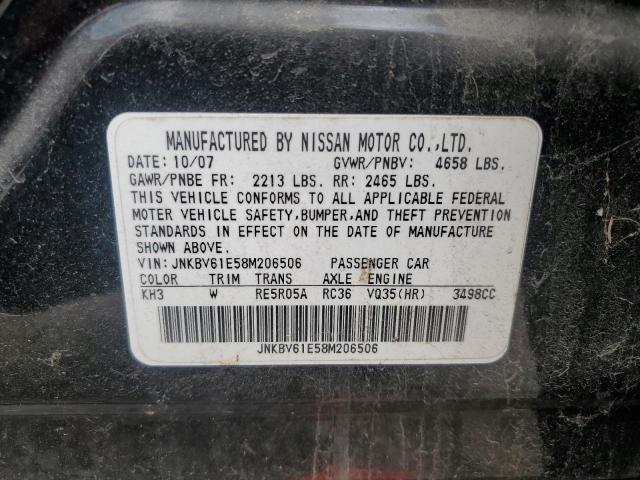 MANUFACTURED BY NISSAN MOTOR CO.,LTD.
DATE: 10/07 GVWR/PNBV: 4658 LBS.
GAWR/PNBE FR: 2213 LBS. RR: 2465 LBS.
THIS VEHICLE CONFORMS TO ALL APPLICABLE FEDERAL
MOTER VEHICLE SAFETY,BUMPER,AND THEFT PREVENTION
STANDARDS IN EFFECT ON THE DATE OF MANUFACTURE
SHOWN ABOVE.
VIN:JNKBV61E58M206506 PASSENGER CAR
COLOR TRIM TRANS AXLE ENGINE
KH3 W RE5R05A RC36 VQ35(HR) 3498CC
JNKBV61E58M206506